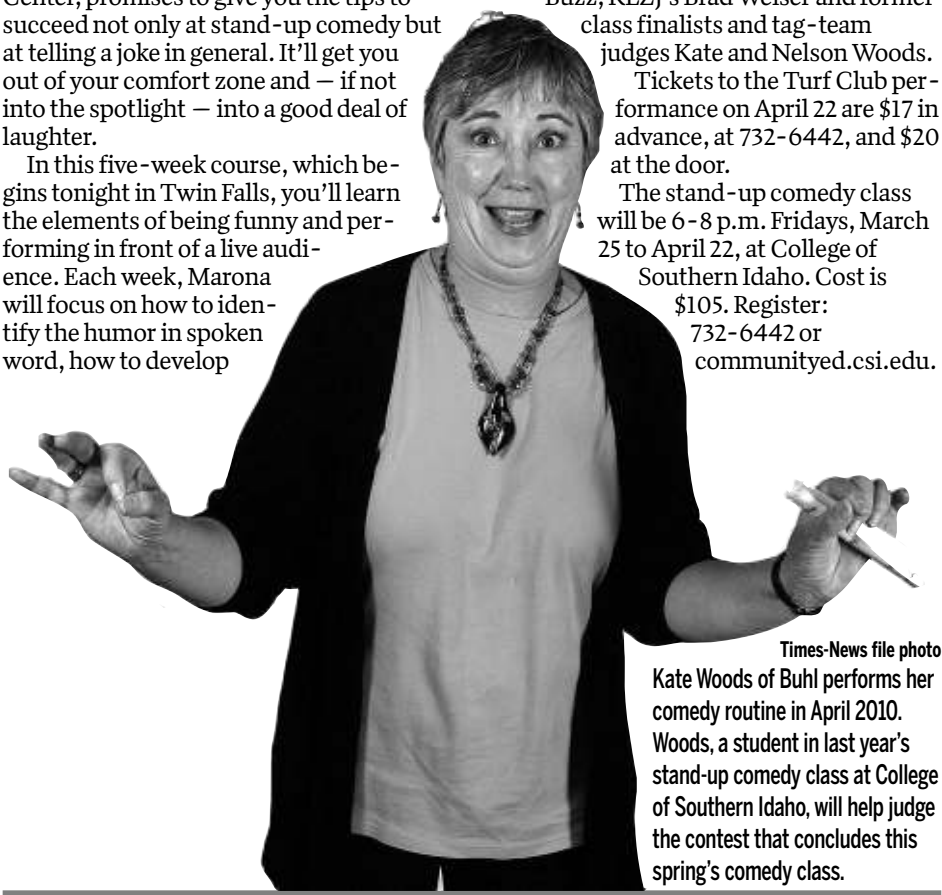 Center, promises to give you the tips to
succeed not only at stand-up comedy but
at telling a joke in general. It'll get you
out of your comfort zone and — if not
into the spotlight — into a good deal of
laughter.
In this five-week course, which be-
gins tonight in Twin Falls, you'll learn
the elements of being funny and per-
forming in front of a live audi-
ence. Each week, Marona
will focus on how to iden-
tify the humor in spoken
word, how to develop
Buzz, KEZJ's Brad Weiser and former
class finalists and tag-team
judges Kate and Nelson Woods.
Tickets to the Turf Club per-
formance on April 22 are $17 in
advance, at 732-6442, and $20
at the door.
The stand-up comedy class
will be 6-8 p.m. Fridays, March
25 to April 22, at College of
Southern Idaho. Cost is
$105. Register:
732-6442 or
communityed.csi.edu.
Times-News file photo
Kate Woods of Buhl performs her
comedy routine in April 2010.
Woods, a student in last year's
stand-up comedy class at College
of Southern Idaho, will help judge
the contest that concludes this
spring's comedy class.